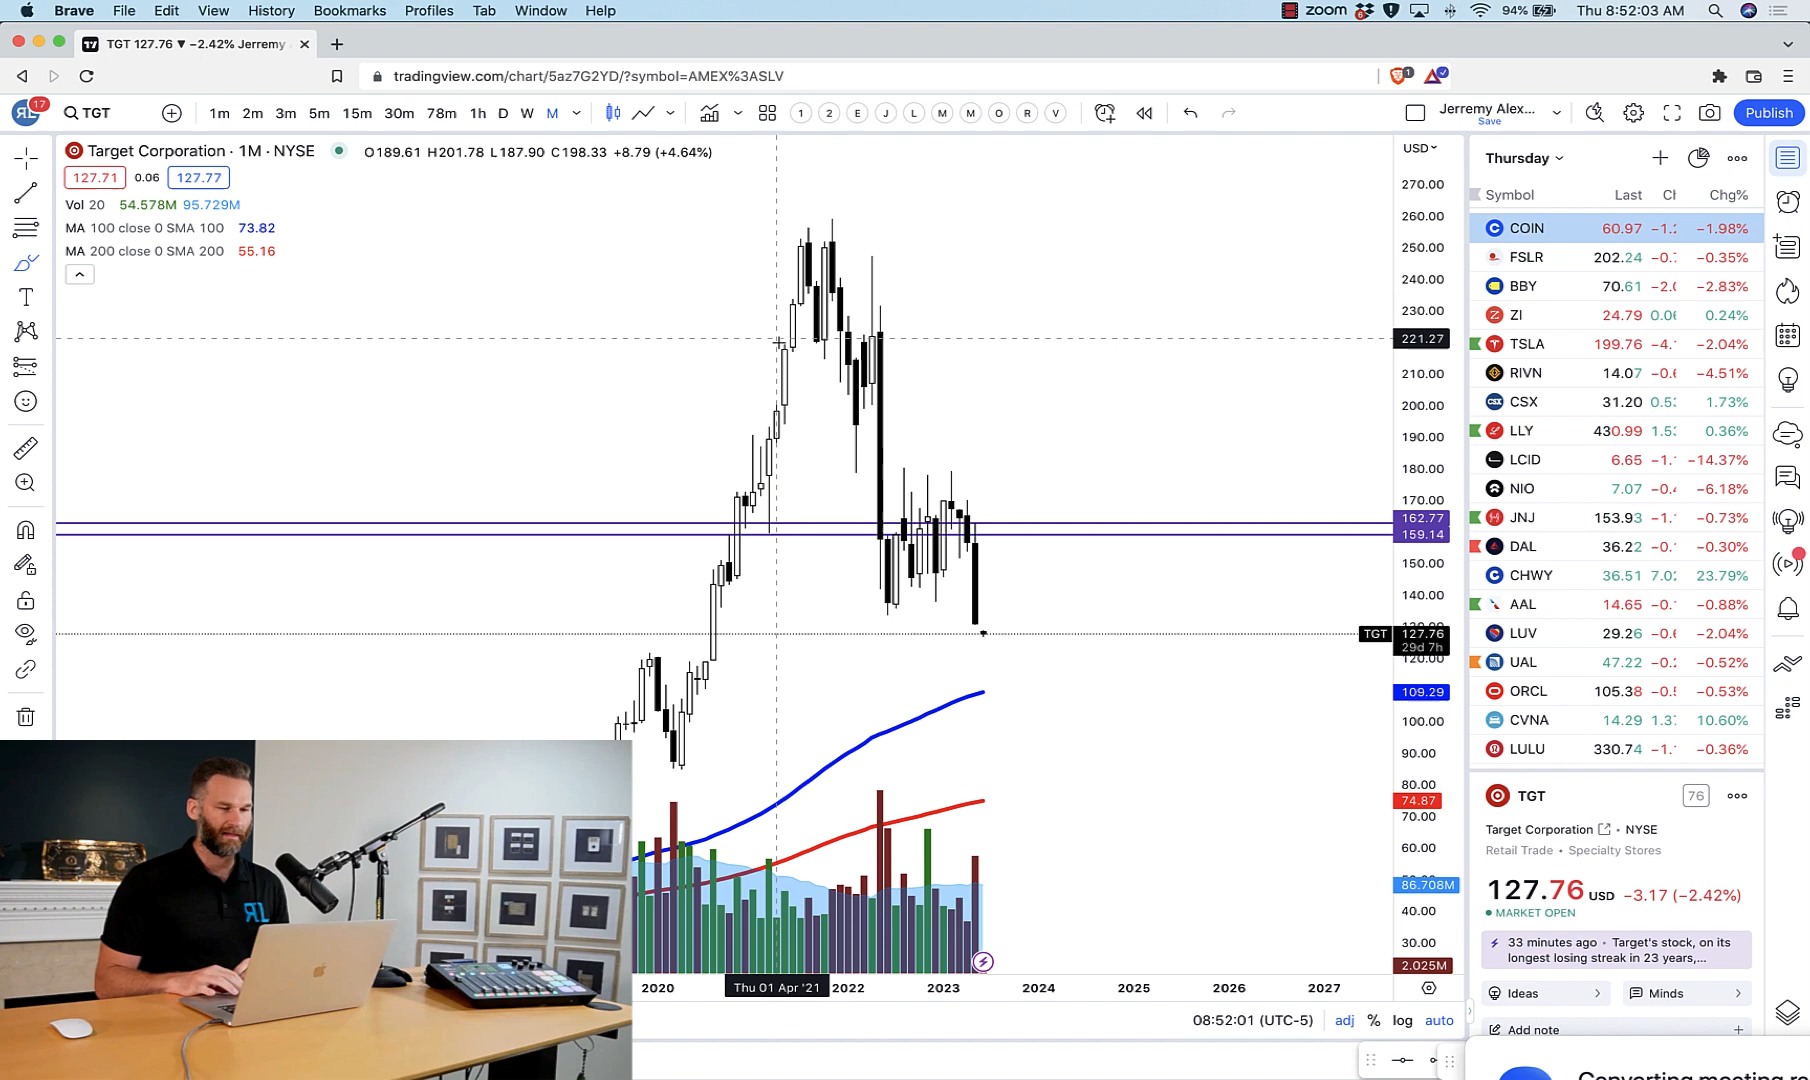 Brave File Edit View History Bookmarks Profiles Tab Window Help
zoom 94% Thu 8:52:03 AM
TGT 127.76 ▼ −2.42% Jerremy
tradingview.com/chart/5az7G2YD/?symbol=AMEX%3ASLV
17
TGT 1m 2m 3m 5m 15m 30m 78m 1h D W M
1 2 E J L M M O R V
Jerremy Alex...
Save
Publish
Target Corporation · 1M · NYSE O189.61 H201.78 L187.90 C198.33 +8.79 (+4.64%)
127.71 0.06 127.77
Vol 20 54.578M 95.729M
MA 100 close 0 SMA 100 73.82
MA 200 close 0 SMA 200 55.16
USD
270.00
260.00
250.00
240.00
230.00
221.27
210.00
200.00
190.00
180.00
170.00
162.77
159.14
150.00
140.00
130.00
TGT 127.76
29d 7h
120.00
109.29
100.00
90.00
80.00
74.87
70.00
60.00
86.708M
40.00
30.00
2.025M
2020 Thu 01 Apr '21 2022 2023 2024 2025 2026 2027
08:52:01 (UTC-5) adj % log auto
Thursday
Symbol Last Chg%
COIN 60.97 −1.98%
FSLR 202.24 −0.35%
BBY 70.61 −2.83%
ZI 24.79 0.24%
TSLA 199.76 −2.04%
RIVN 14.07 −4.51%
CSX 31.20 1.73%
LLY 430.99 0.36%
LCID 6.65 −14.37%
NIO 7.07 −6.18%
JNJ 153.93 −0.73%
DAL 36.22 −0.30%
CHWY 36.51 23.79%
AAL 14.65 −0.88%
LUV 29.26 −2.04%
UAL 47.22 −0.52%
ORCL 105.38 −0.53%
CVNA 14.29 10.60%
LULU 330.74 −0.36%
TGT 76
Target Corporation • NYSE
Retail Trade • Specialty Stores
127.76 USD −3.17 (−2.42%)
MARKET OPEN
33 minutes ago • Target's stock, on its
longest losing streak in 23 years,...
Ideas Minds
Add note
Converting meeting re
RL